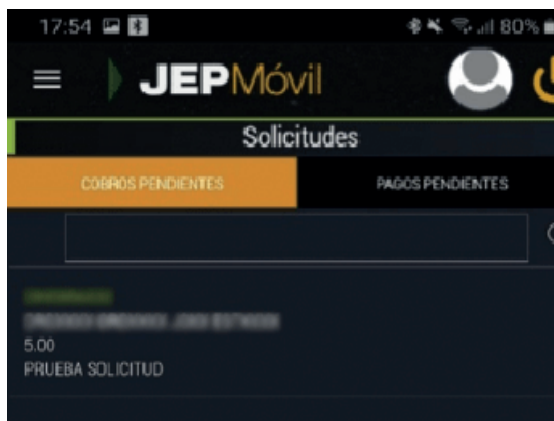 17:54 80%
JEPMóvil
Solicitudes
COBROS PENDIENTES PAGOS PENDIENTES
5.00
PRUEBA SOLICITUD